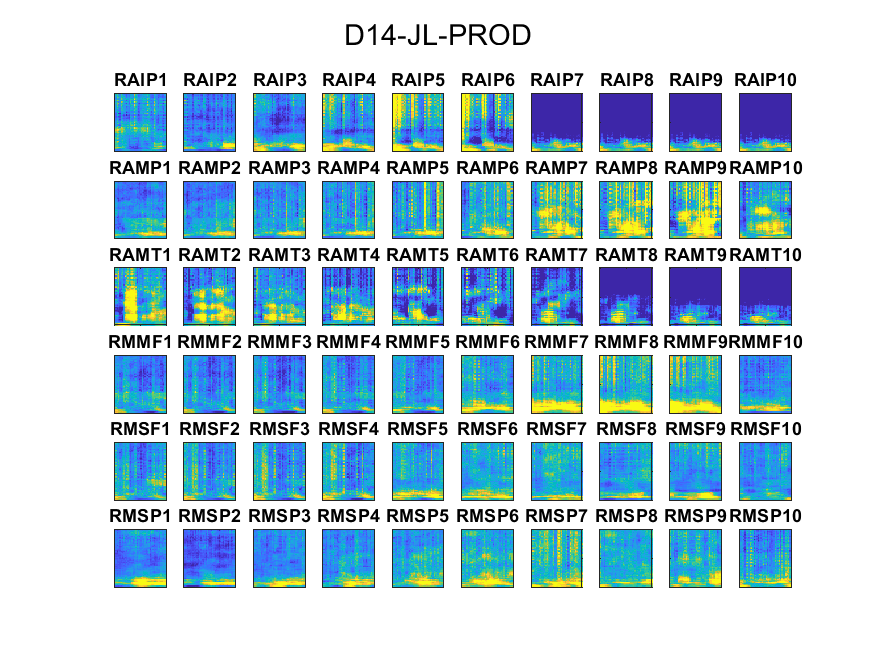 D14-JL-PROD
RAIP1 RAIP2 RAIP3 RAIP4 RAIP5 RAIP6 RAIP7 RAIP8 RAIP9 RAIP10
RAMP1 RAMP2 RAMP3 RAMP4 RAMP5 RAMP6 RAMP7 RAMP8 RAMP9 RAMP10
RAMT1 RAMT2 RAMT3 RAMT4 RAMT5 RAMT6 RAMT7 RAMT8 RAMT9 RAMT10
RMMF1 RMMF2 RMMF3 RMMF4 RMMF5 RMMF6 RMMF7 RMMF8 RMMF9 RMMF10
RMSF1 RMSF2 RMSF3 RMSF4 RMSF5 RMSF6 RMSF7 RMSF8 RMSF9 RMSF10
RMSP1 RMSP2 RMSP3 RMSP4 RMSP5 RMSP6 RMSP7 RMSP8 RMSP9 RMSP10